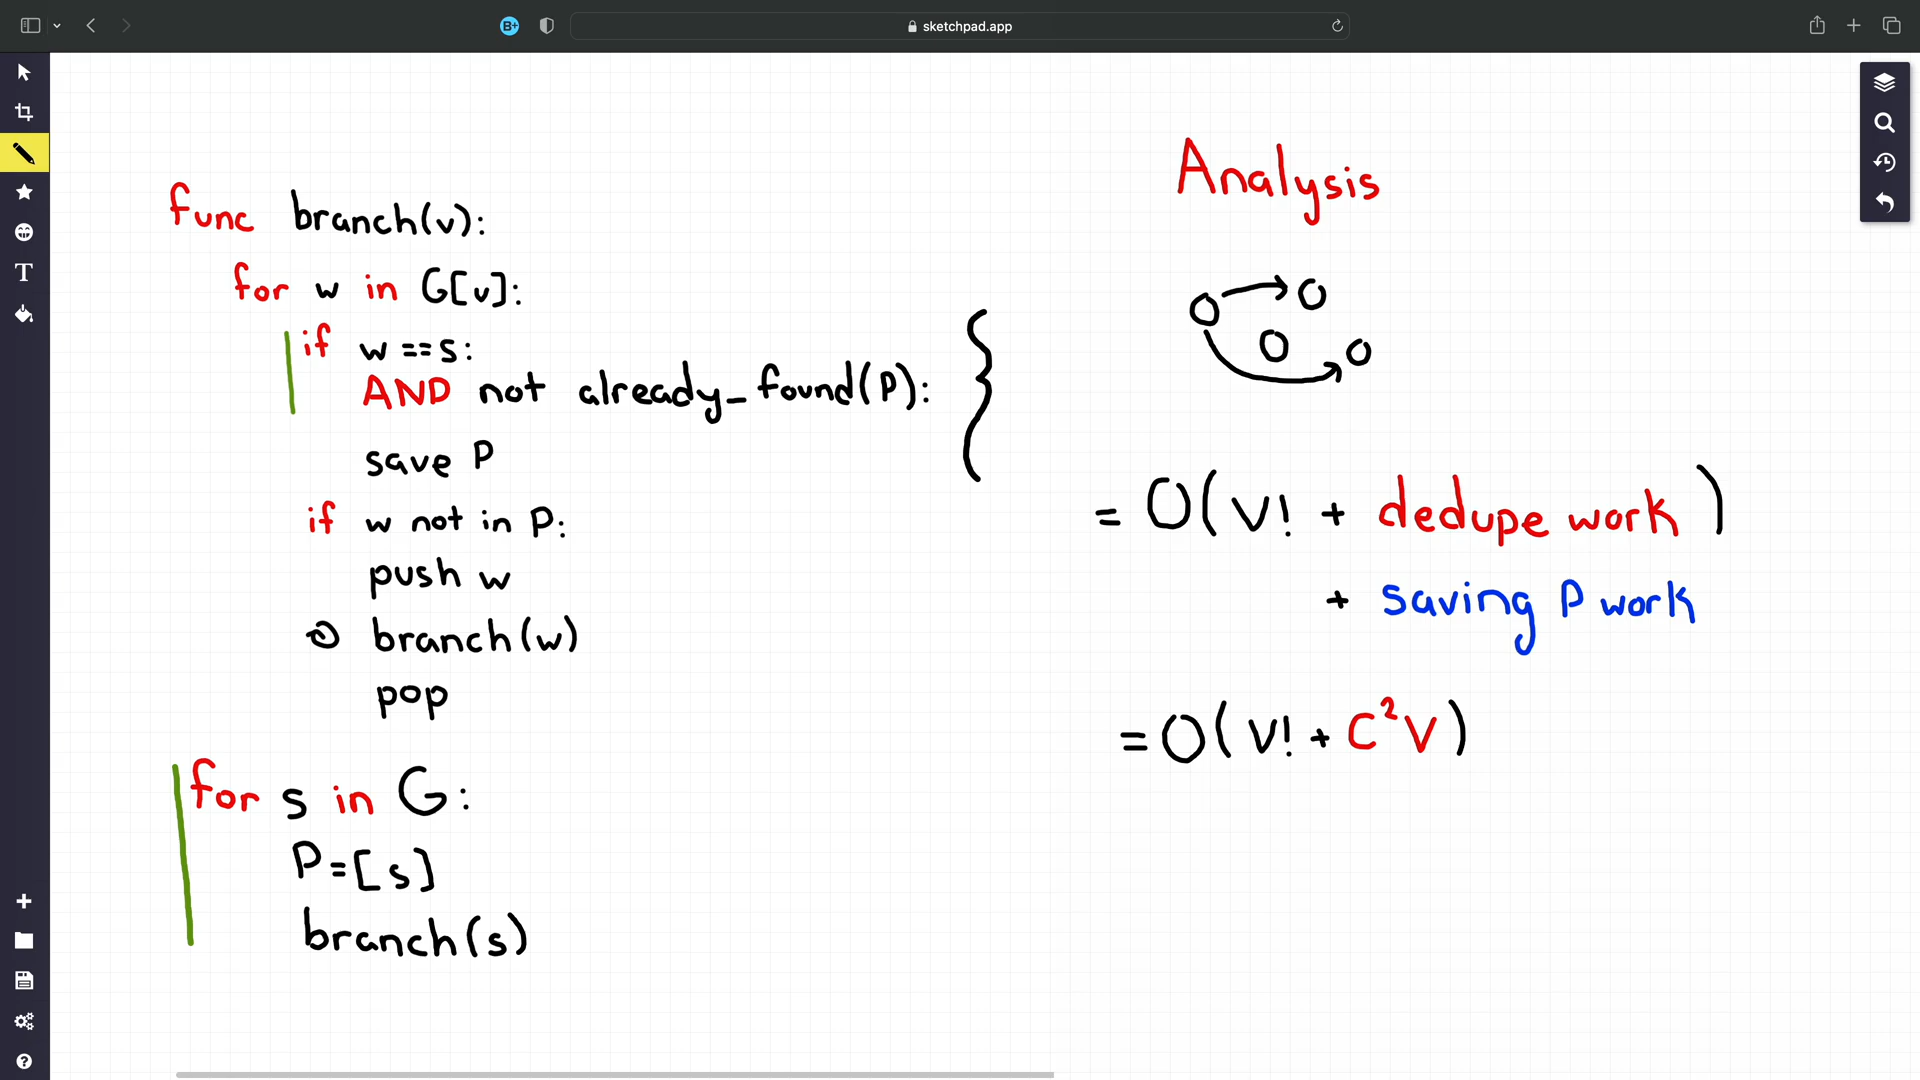 sketchpad.app
func branch(v):
for w in G[v]:
if w == s:
AND not already_found(P):
save P
if w not in P:
push w
branch(w)
pop
for s in G:
P=[s]
branch(s)
Analysis
= O(V! + dedupe work)
+ saving P work
= O(V! + C²V)